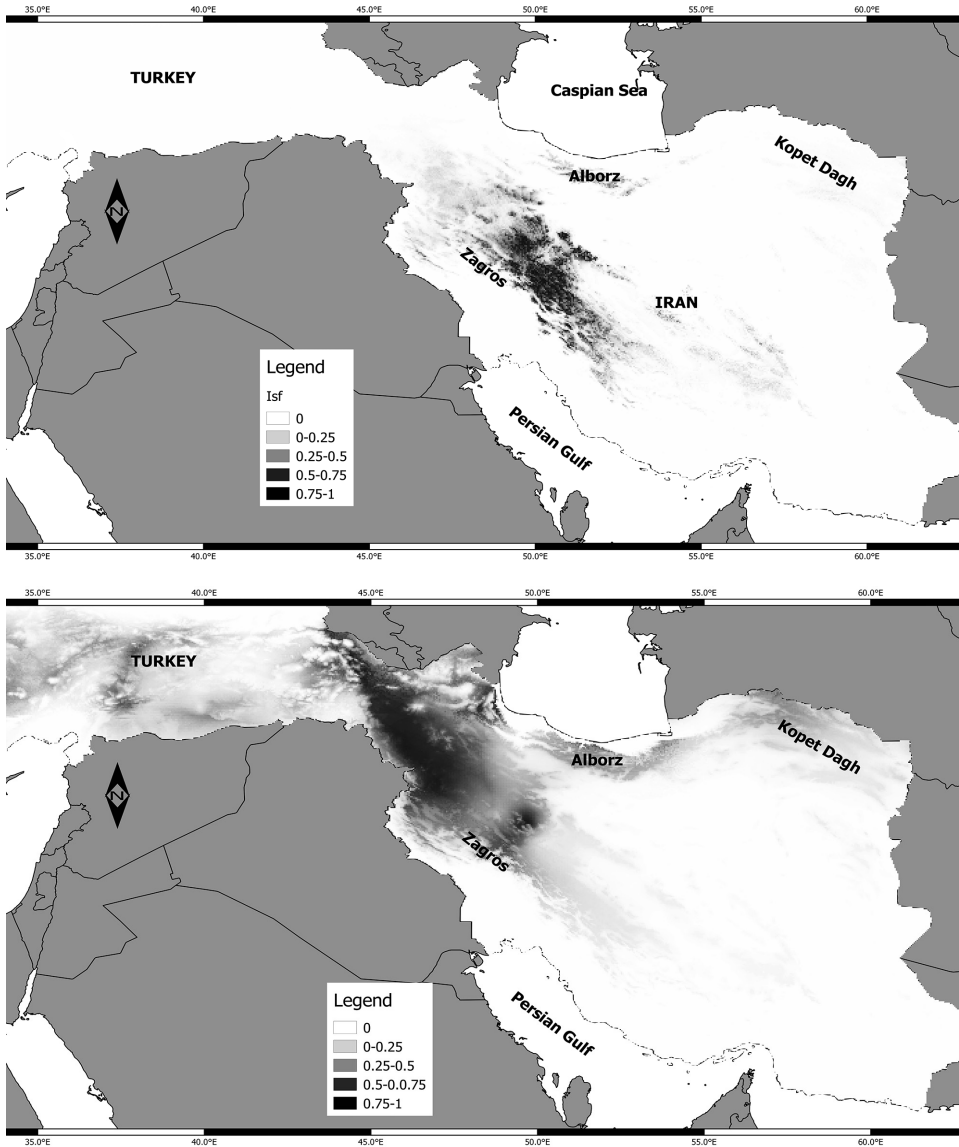 35.0°E 40.0°E 45.0°E 50.0°E 55.0°E 60.0°E
TURKEY
Caspian Sea
Kopet Dagh
Alborz
N
Zagros
IRAN
Legend
Isf
0
0-0.25
0.25-0.5
0.5-0.75
0.75-1
Persian Gulf
35.0°E 40.0°E 45.0°E 50.0°E 55.0°E 60.0°E
35.0°E 40.0°E 45.0°E 50.0°E 55.0°E 60.0°E
TURKEY
Kopet Dagh
Alborz
N
Zagros
Legend
0
0-0.25
0.25-0.5
0.5-0.0.75
0.75-1
Persian Gulf
35.0°E 40.0°E 45.0°E 50.0°E 55.0°E 60.0°E